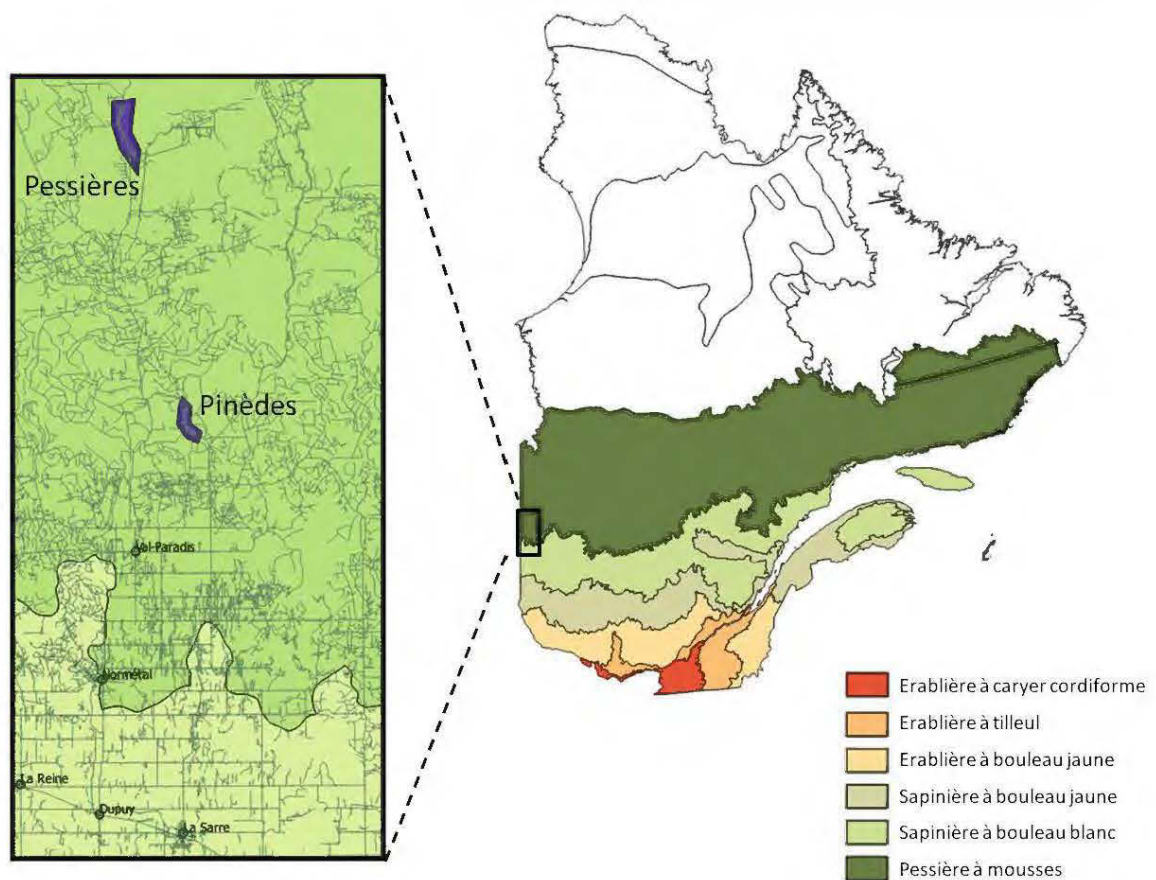 Pessières
Pinèdes
Val-Paradis
Normétal
La Reine
Dupuy
La Sarre
Erablière à caryer cordiforme
Erablière à tilleul
Erablière à bouleau jaune
Sapinière à bouleau jaune
Sapinière à bouleau blanc
Pessière à mousses